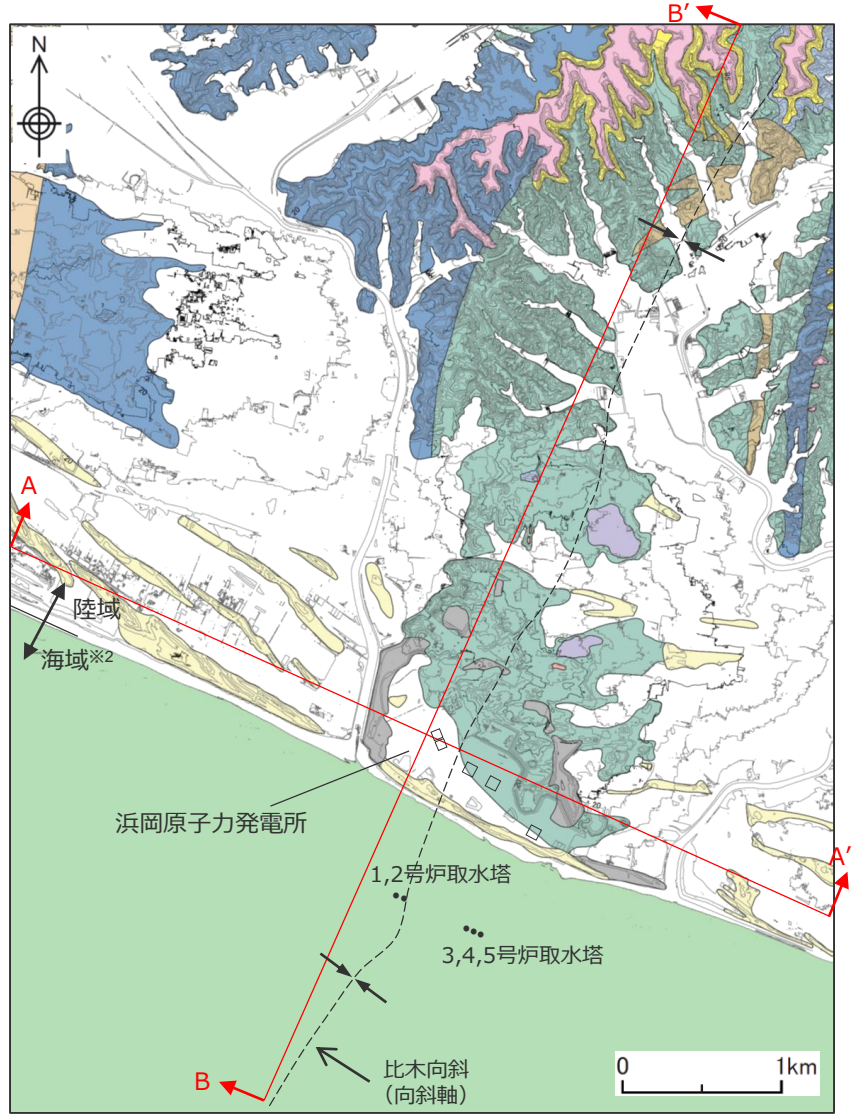 B’
N
A
陸域
海域※2
浜岡原子力発電所
1,2号炉取水塔
A’
3,4,5号炉取水塔
B
比木向斜
（向斜軸）
0 1km